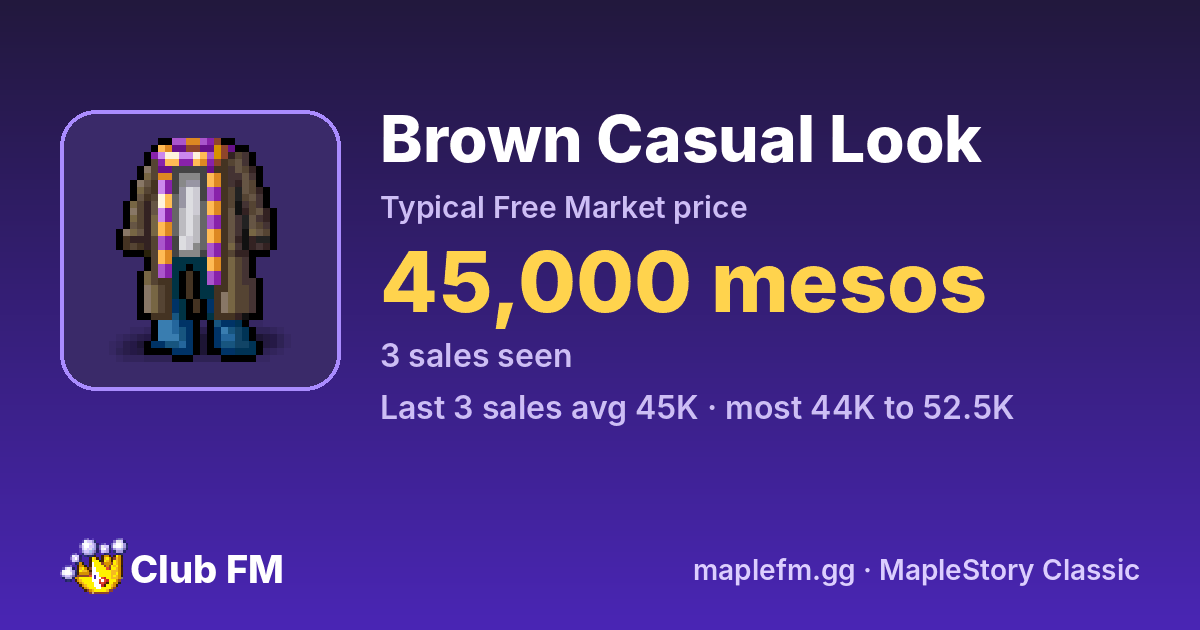 Brown Casual Look
Typical Free Market price
45,000 mesos
3 sales seen
Last 3 sales avg 45K · most 44K to 52.5K
Club FM
maplefm.gg · MapleStory Classic